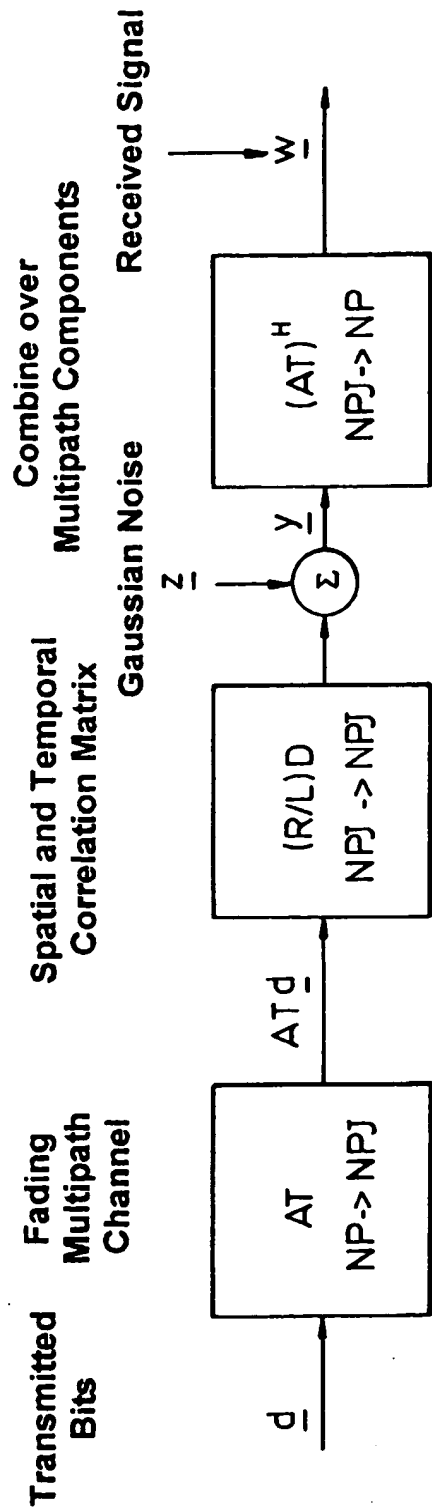 Transmitted
Bits
d
Fading
Multipath
Channel
AT
NP-> NPJ
ATd
Spatial and Temporal
Correlation Matrix
(R/L)D
NPJ -> NPJ
Gaussian Noise
z
Σ
y
Combine over
Multipath Components
(AT)ᴴ
NPJ-> NP
Received Signal
w